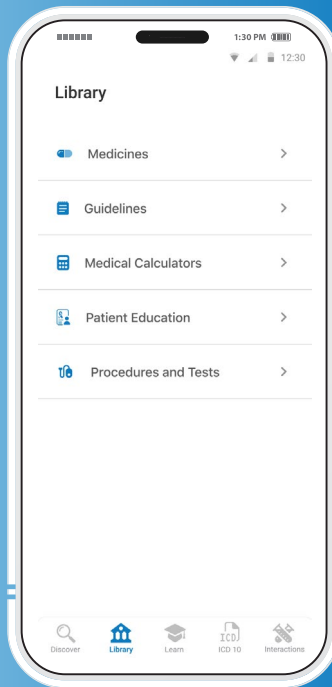 1:30 PM
12:30
Library
Medicines
Guidelines
Medical Calculators
Patient Education
Procedures and Tests
Discover
Library
Learn
ICD
ICD 10
Interactions